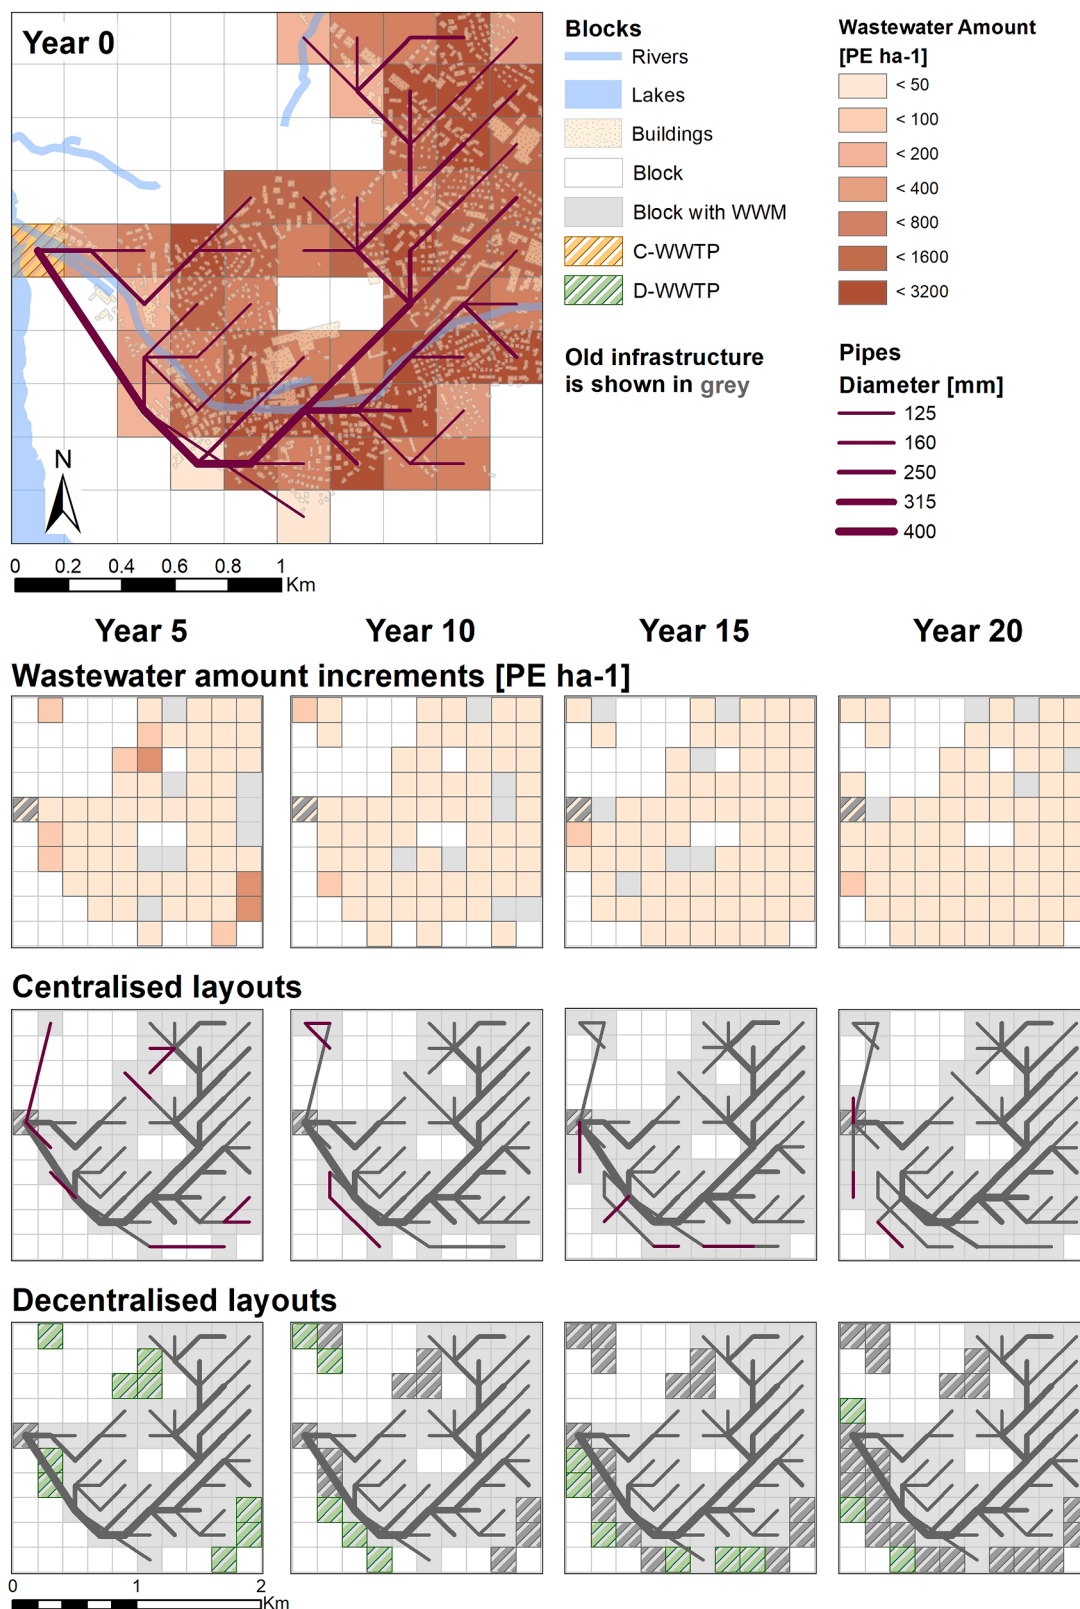 Year 0
N
0 0.2 0.4 0.6 0.8 1
Km
Blocks
Rivers
Lakes
Buildings
Block
Block with WWM
C-WWTP
D-WWTP
Old infrastructure
is shown in grey
Wastewater Amount
[PE ha-1]
< 50
< 100
< 200
< 400
< 800
< 1600
< 3200
Pipes
Diameter [mm]
125
160
250
315
400
Year 5 Year 10 Year 15 Year 20
Wastewater amount increments [PE ha-1]
Centralised layouts
Decentralised layouts
0 1 2
Km